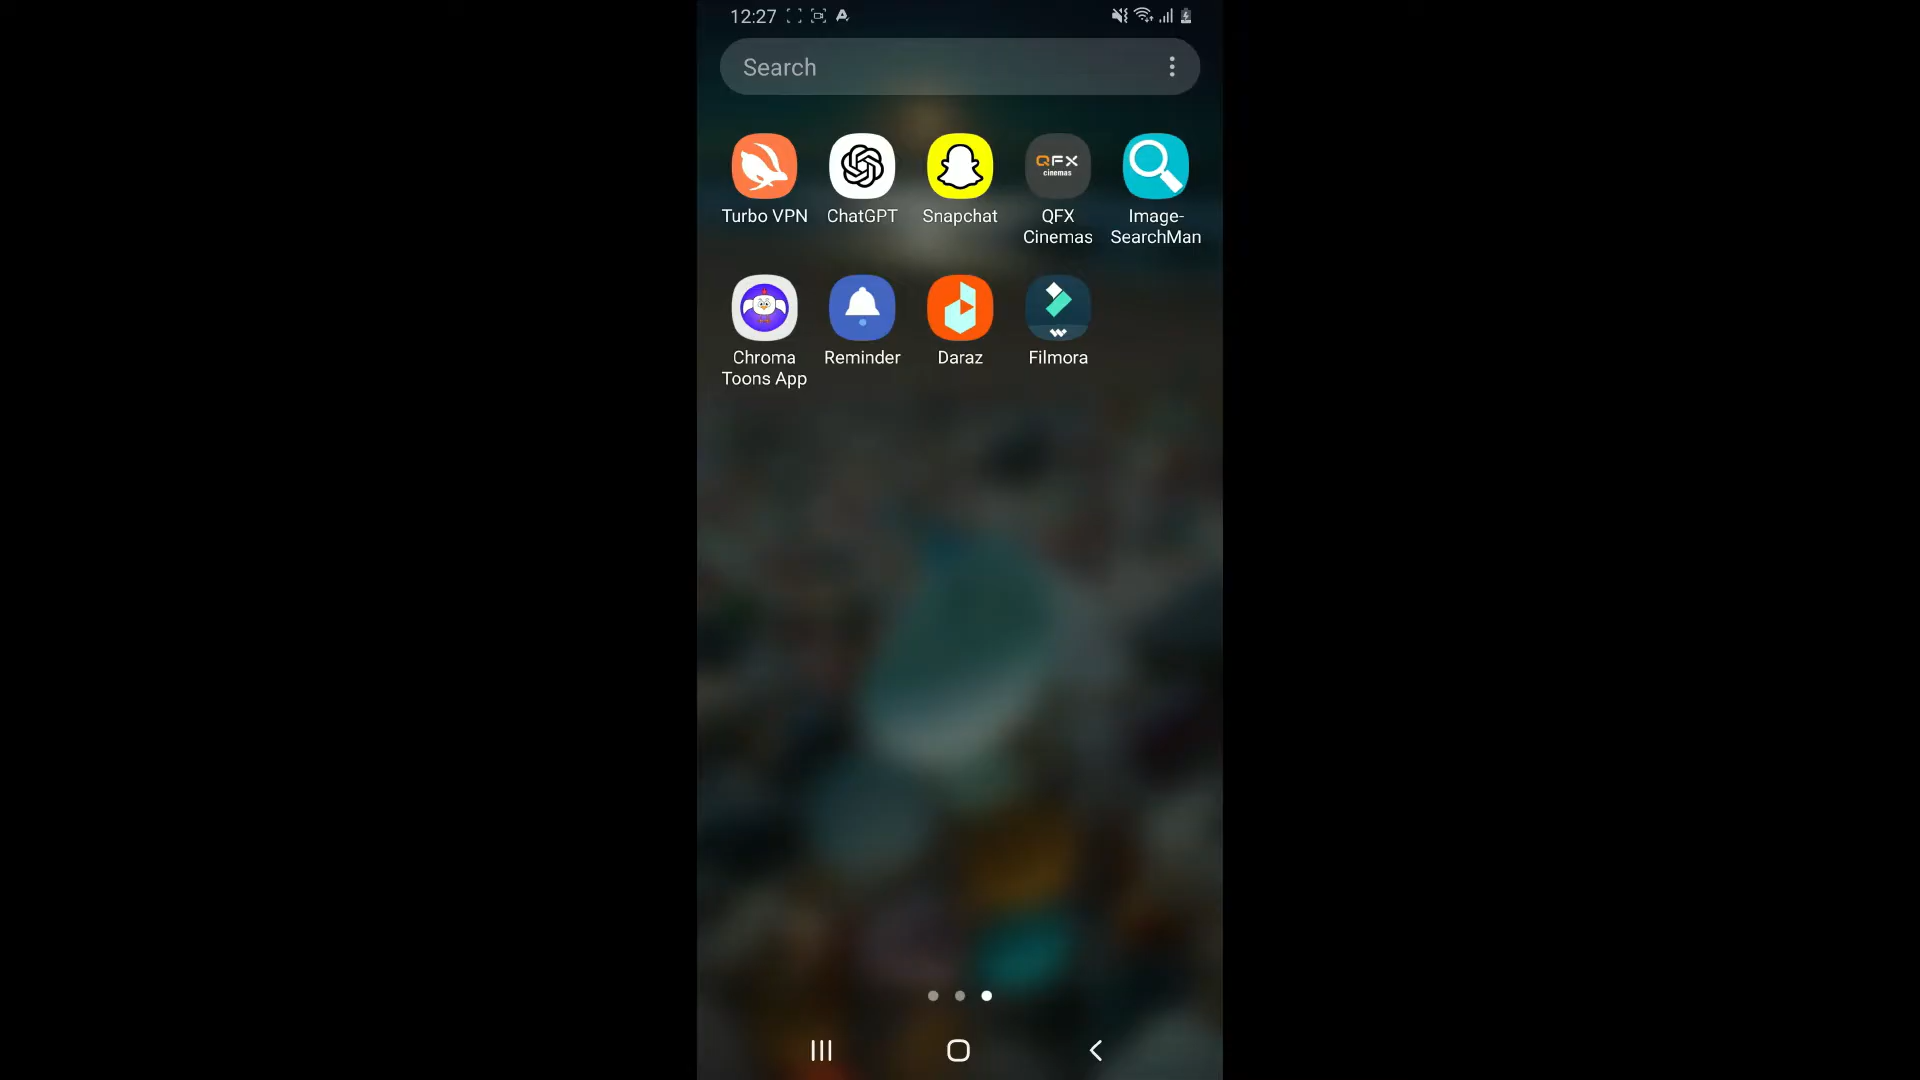 12:27
Search
QFX
cinemas
Turbo VPN
ChatGPT
Snapchat
QFX
Cinemas
Image-
SearchMan
Chroma
Toons App
Reminder
Daraz
Filmora